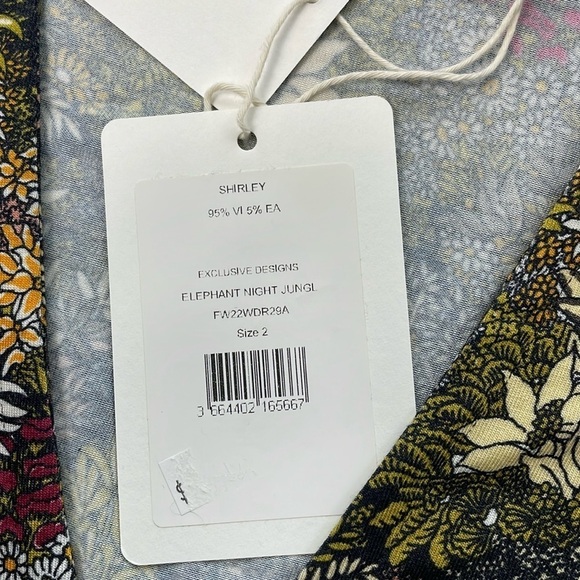 SHIRLEY
95% VI 5% EA
EXCLUSIVE DESIGNS
ELEPHANT NIGHT JUNGL
FW22WDR29A
Size 2
3 664402 165667